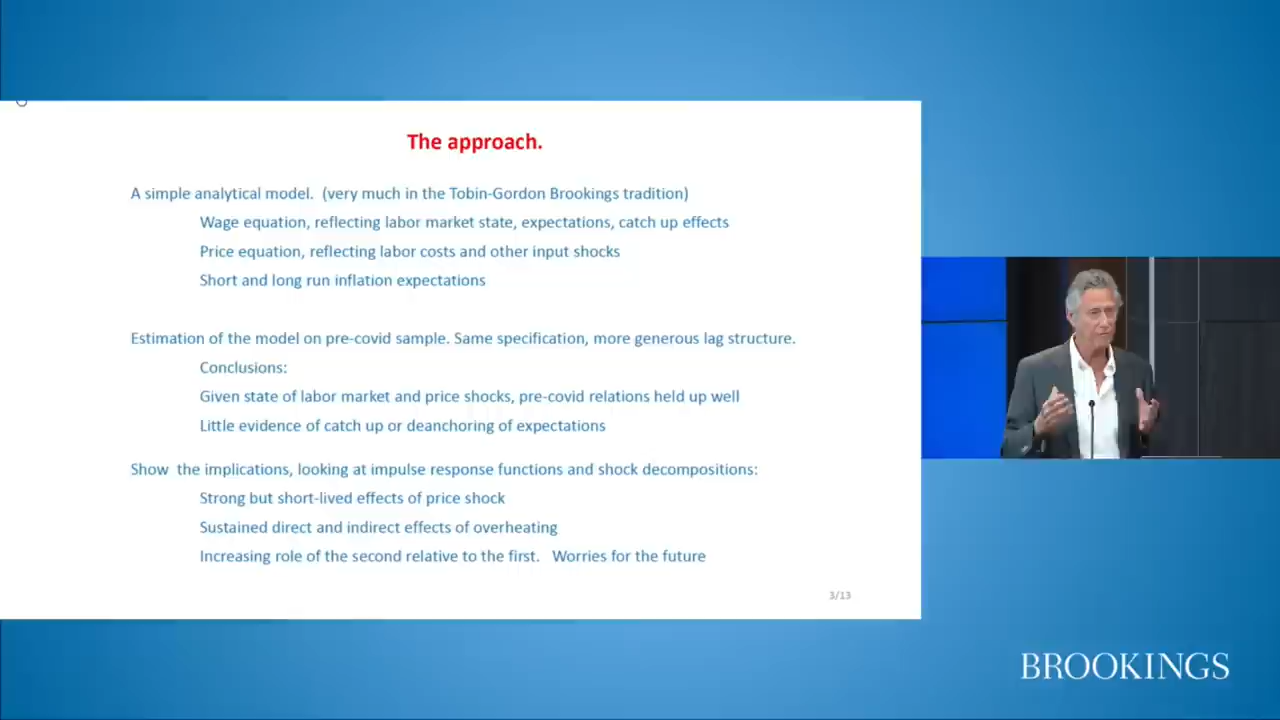 The approach.
A simple analytical model.  (very much in the Tobin-Gordon Brookings tradition)
Wage equation, reflecting labor market state, expectations, catch up effects
Price equation, reflecting labor costs and other input shocks
Short and long run inflation expectations
Estimation of the model on pre-covid sample. Same specification, more generous lag structure.
Conclusions:
Given state of labor market and price shocks, pre-covid relations held up well
Little evidence of catch up or deanchoring of expectations
Show  the implications, looking at impulse response functions and shock decompositions:
Strong but short-lived effects of price shock
Sustained direct and indirect effects of overheating
Increasing role of the second relative to the first.   Worries for the future
3/13
BROOKINGS